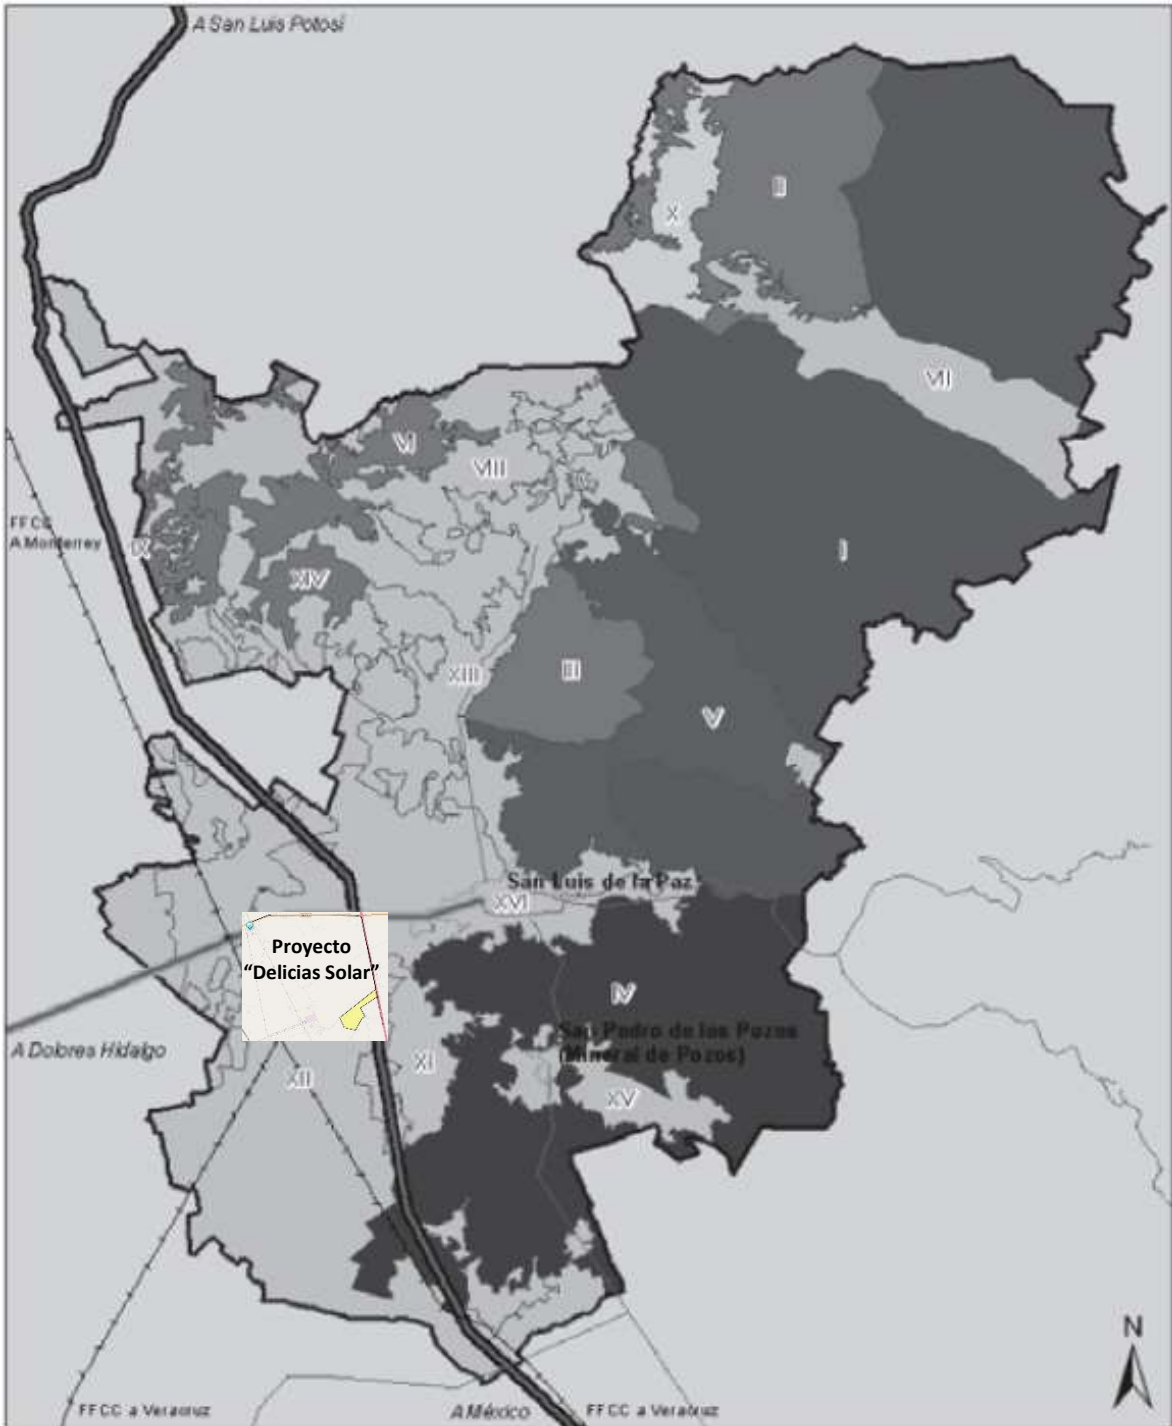 A San Luis Potosí
II
X
VII
VI
VIII
FFCC
A Monterrey
IX
I
XIV
III
XIII
V
San Luis de la Paz
XVI
Proyecto
“Delicias Solar”
IV
San Pedro de los Pozos
(Mineral de Pozos)
A Dolores Hidalgo
XI
XII
XV
N
FFCC a Veracruz
A México
FFCC a Veracruz